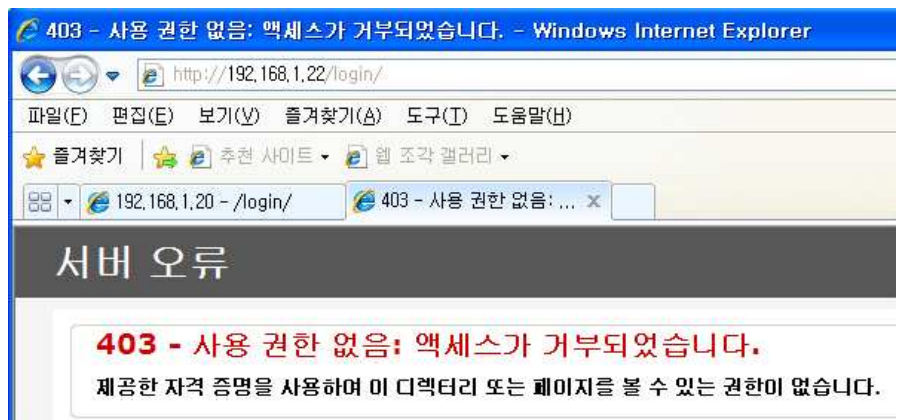 403 - 사용 권한 없음: 액세스가 거부되었습니다. - Windows Internet Explorer
http://192.168.1.22/login/
파일(F) 편집(E) 보기(V) 즐겨찾기(A) 도구(T) 도움말(H)
즐겨찾기 추천 사이트 웹 조각 갤러리
192.168.1.20 - /login/ 403 - 사용 권한 없음: ...
서버 오류
403 - 사용 권한 없음: 액세스가 거부되었습니다.
제공한 자격 증명을 사용하여 이 디렉터리 또는 페이지를 볼 수 있는 권한이 없습니다.